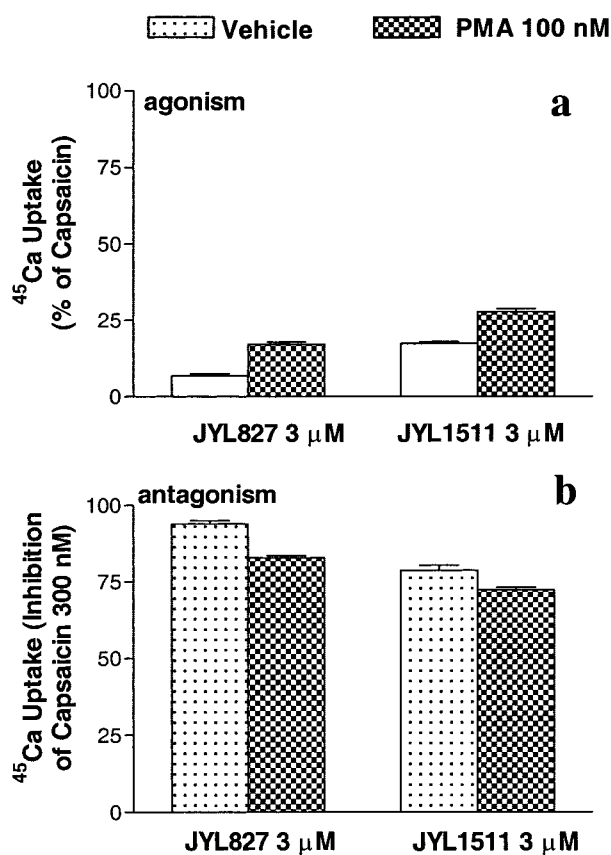 Vehicle PMA 100 nM
agonism a
⁴⁵Ca Uptake
(% of Capsaicin)
100
75
50
25
0
JYL827 3 μM JYL1511 3 μM
antagonism b
⁴⁵Ca Uptake (Inhibition
of Capsaicin 300 nM)
100
75
50
25
0
JYL827 3 μM JYL1511 3 μM